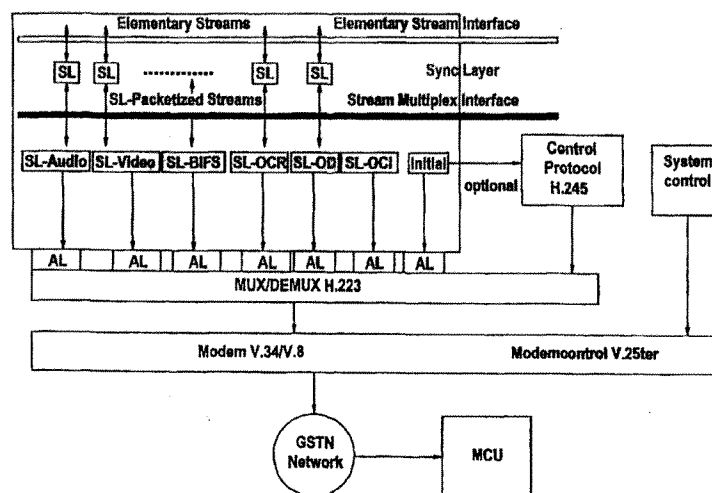 Elementary Streams
Elementary Stream Interface
SL
SL
SL
SL
Sync Layer
SL-Packetized Streams
Stream Multiplex Interface
SL-Audio
SL-Video
SL-BIFS
SL-OCR
SL-OD
SL-OCI
Initial
optional
Control
Protocol
H.245
System
control
AL
AL
AL
AL
AL
AL
AL
MUX/DEMUX H.223
Modem V.34/V.8
Modemcontrol V.25ter
GSTN
Network
MCU